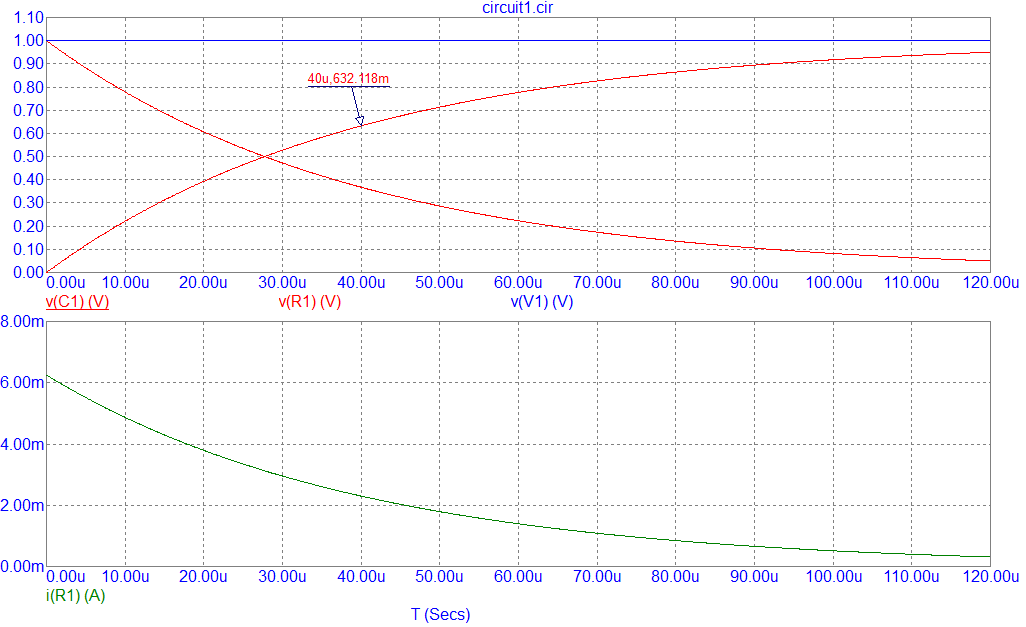 circuit1.cir
1.10
1.00
0.90
0.80
0.70
0.60
0.50
0.40
0.30
0.20
0.10
0.00
40u,632.118m
0.00u 10.00u 20.00u 30.00u 40.00u 50.00u 60.00u 70.00u 80.00u 90.00u 100.00u 110.00u 120.00u
v(C1) (V) v(R1) (V) v(V1) (V)
8.00m
6.00m
4.00m
2.00m
0.00m
0.00u 10.00u 20.00u 30.00u 40.00u 50.00u 60.00u 70.00u 80.00u 90.00u 100.00u 110.00u 120.00u
i(R1) (A)
T (Secs)